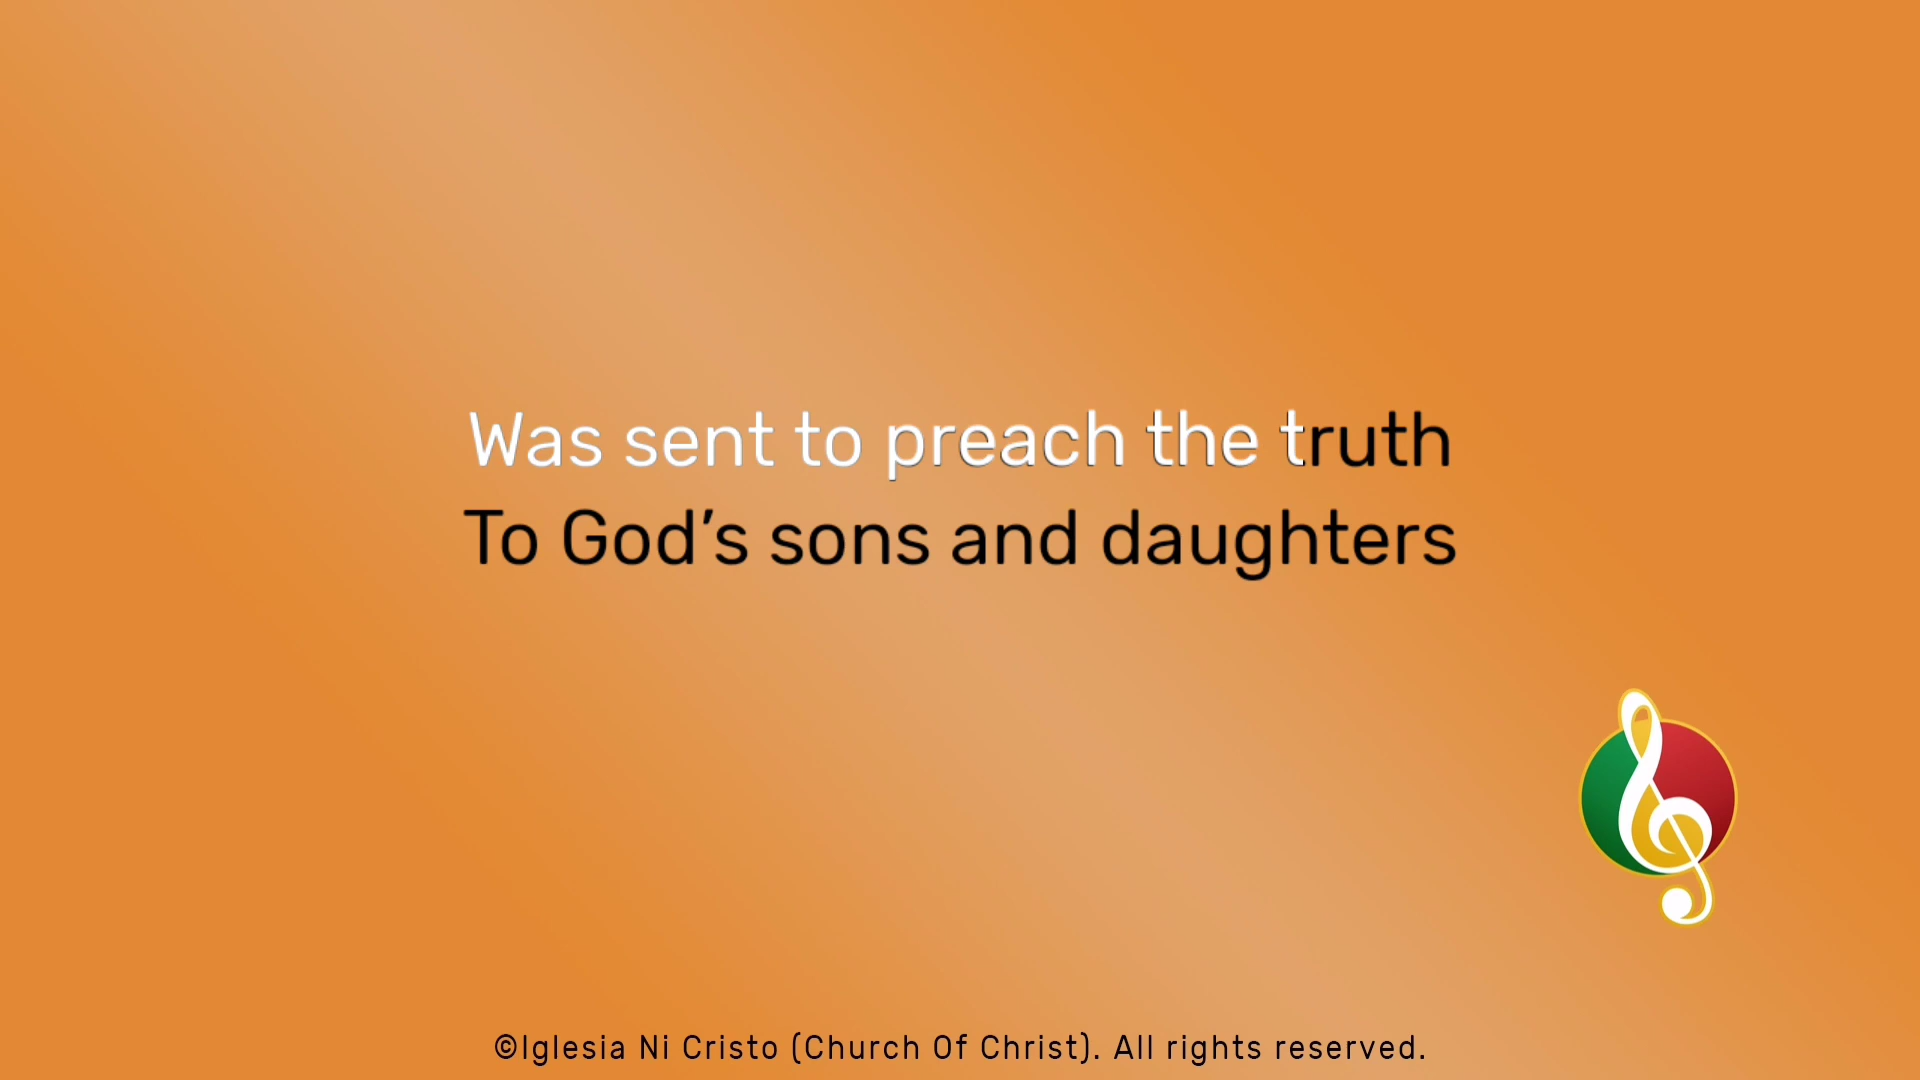 Was sent to preach the truth
To God’s sons and daughters
©Iglesia Ni Cristo (Church Of Christ). All rights reserved.